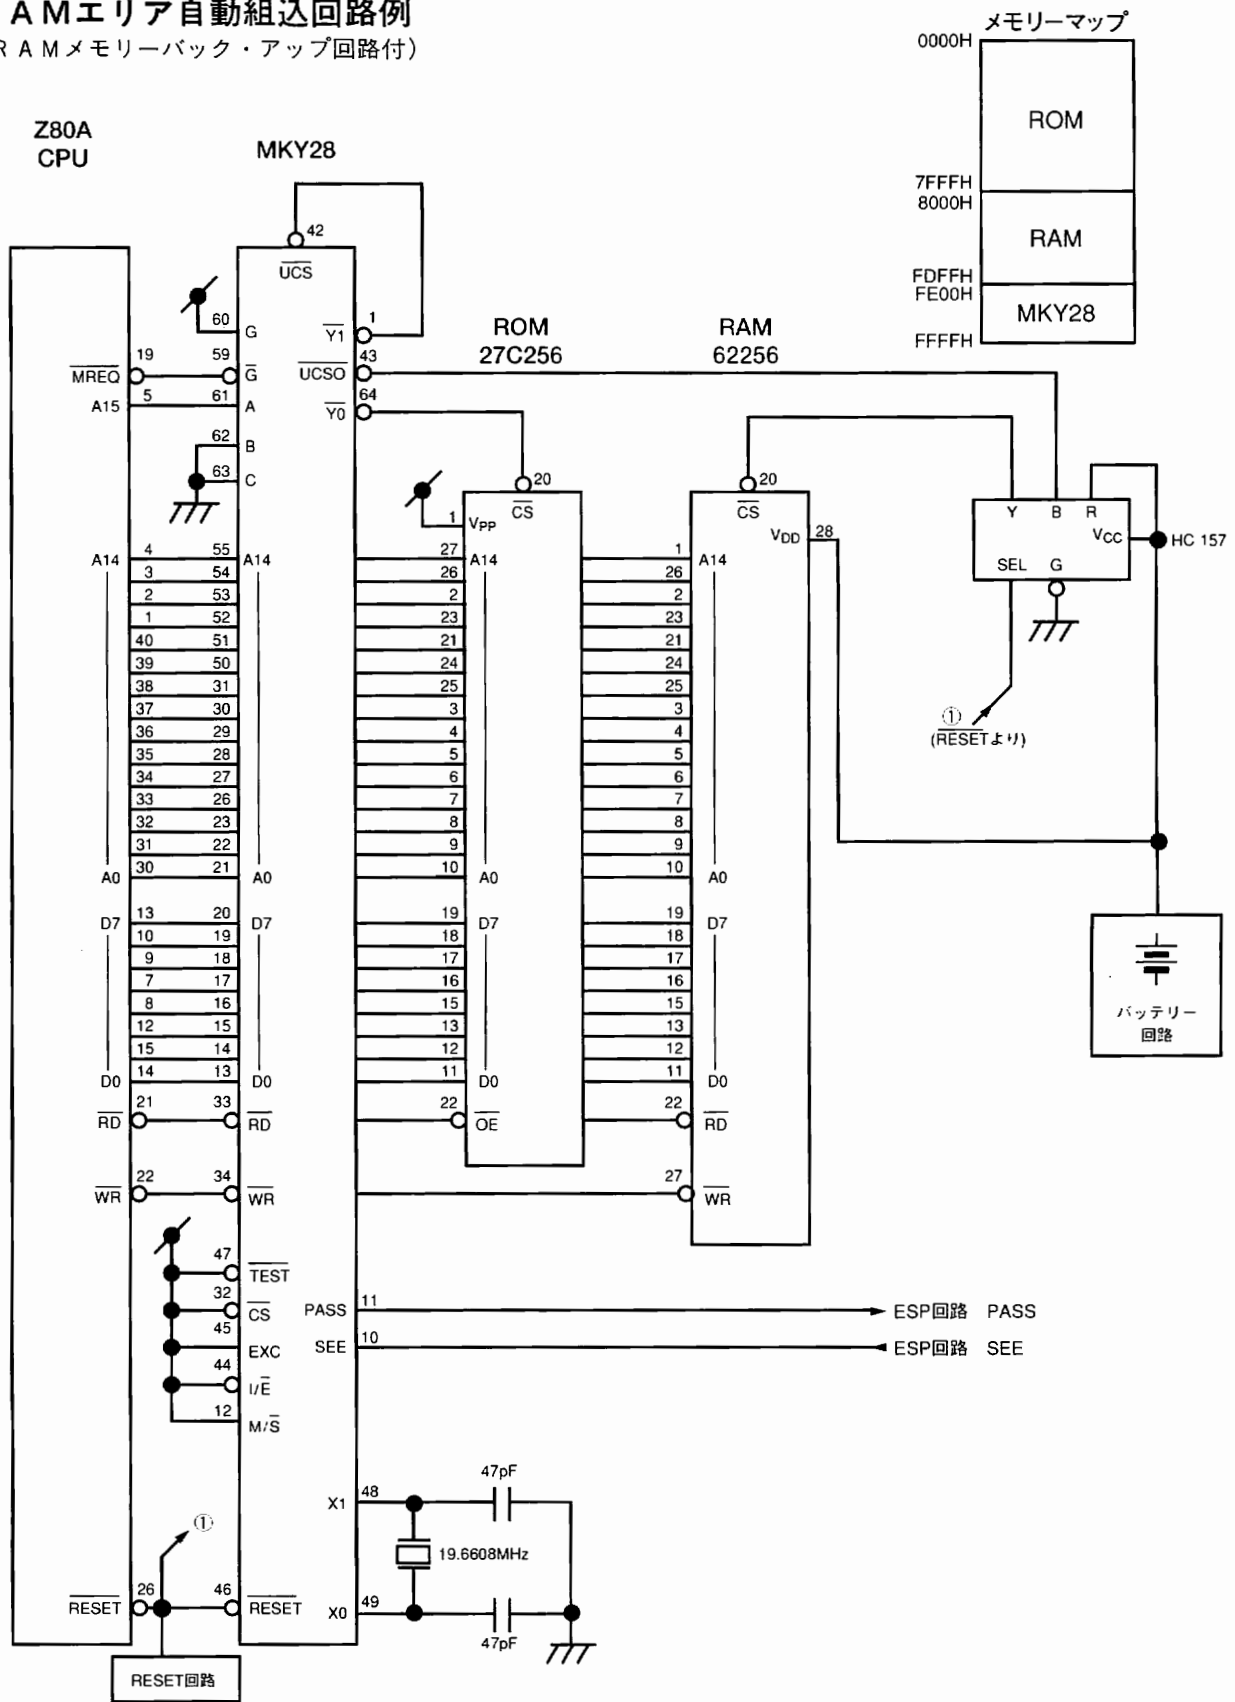 AMエリア自動組込回路例
RAMメモリーバック・アップ回路付）
メモリーマップ
0000H
ROM
7FFFH
8000H
RAM
FDFFH
FE00H
MKY28
FFFFH
Z80A
CPU
MKY28
42
UCS
60
G
1
Y1
19
MREQ
59
G
43
UCSO
5
A15
61
A
64
Y0
62
B
63
C
ROM
27C256
RAM
62256
20
CS
1
VPP
20
CS
VDD
28
Y
B
R
VCC
HC 157
SEL
G
①
(RESETより)
A14 4 55 A14 27 A14 1 A14
3 54 26 26
2 53 2 2
1 52 23 23
40 51 21 21
39 50 24 24
38 31 25 25
37 30 3 3
36 29 4 4
35 28 5 5
34 27 6 6
33 26 7 7
32 23 8 8
31 22 9 9
A0 30 21 A0 10 A0 10 A0
D7 13 20 D7 19 D7 19 D7
10 19 18 18
9 18 17 17
7 17 16 16
8 16 15 15
12 15 13 13
15 14 12 12
D0 14 13 D0 11 D0 11 D0
RD 21 33 RD 22 OE 22 RD
WR 22 34 WR 27 WR
バッテリー
回路
47
TEST
32
CS
45
EXC
44
I/E
12
M/S
PASS 11 ESP回路 PASS
SEE 10 ESP回路 SEE
X1 48
47pF
19.6608MHz
X0 49
47pF
①
RESET 26 46 RESET
RESET回路